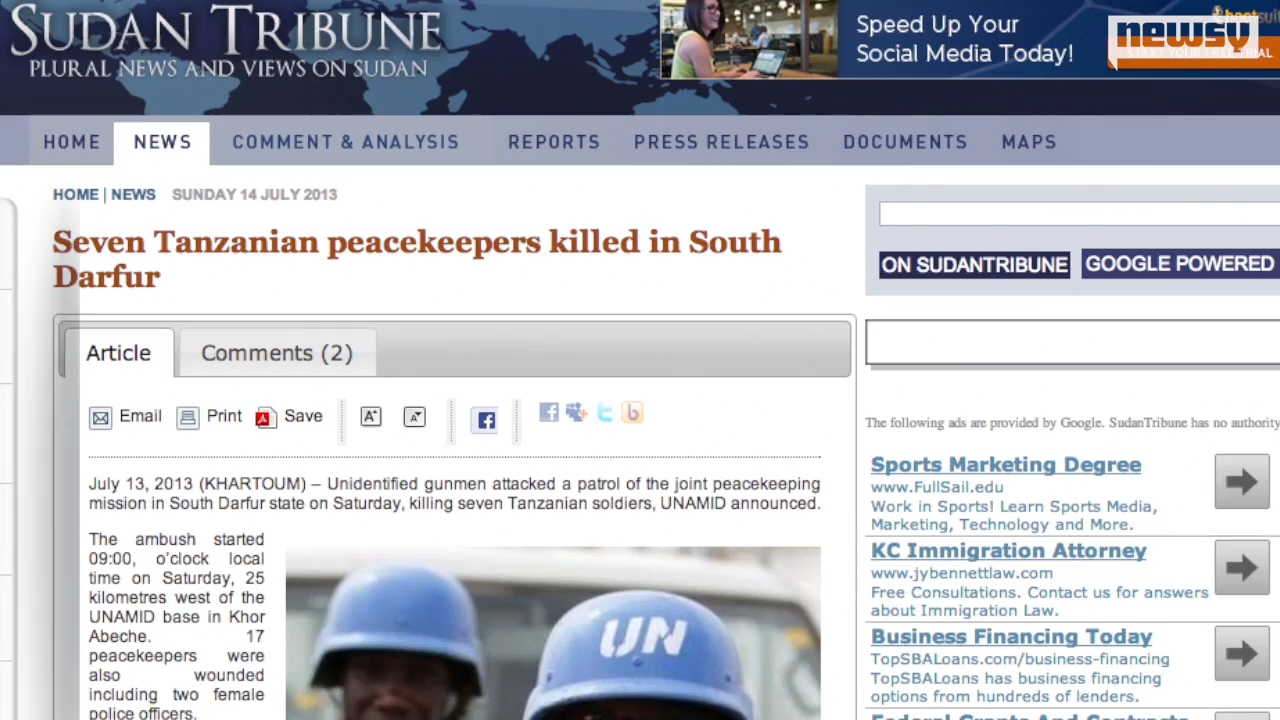 SUDAN TRIBUNE
PLURAL NEWS AND VIEWS ON SUDAN
Speed Up Your
Social Media Today!
newsy
HOME NEWS COMMENT & ANALYSIS REPORTS PRESS RELEASES DOCUMENTS MAPS
HOME | NEWS SUNDAY 14 JULY 2013
Seven Tanzanian peacekeepers killed in South
Darfur
Article Comments (2)
Email Print Save
July 13, 2013 (KHARTOUM) – Unidentified gunmen attacked a patrol of the joint peacekeeping
mission in South Darfur state on Saturday, killing seven Tanzanian soldiers, UNAMID announced.
The ambush started
09:00, o'clock local
time on Saturday, 25
kilometres west of the
UNAMID base in Khor
Abeche. 17
peacekeepers were
also wounded
including two female
police officers.
UN
ON SUDANTRIBUNE GOOGLE POWERED
The following ads are provided by Google. SudanTribune has no authority
Sports Marketing Degree
www.FullSail.edu
Work in Sports! Learn Sports Media,
Marketing, Technology and More.
KC Immigration Attorney
www.jybennettlaw.com
Free Consultations. Contact us for answers
about Immigration Law.
Business Financing Today
TopSBALoans.com/business-financing
TopSBALoans has business financing
options from hundreds of lenders.
Federal Grants And Contracts